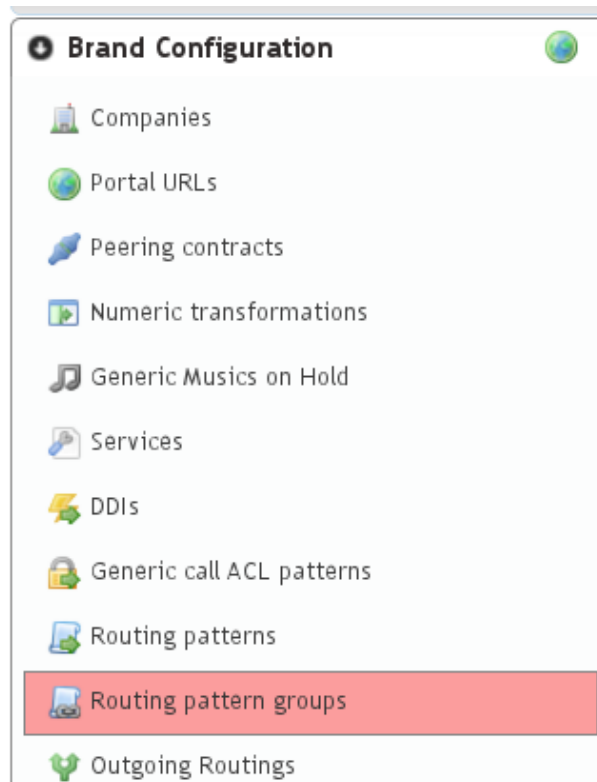 Brand Configuration
Companies
Portal URLs
Peering contracts
Numeric transformations
Generic Musics on Hold
Services
DDIs
Generic call ACL patterns
Routing patterns
Routing pattern groups
Outgoing Routings